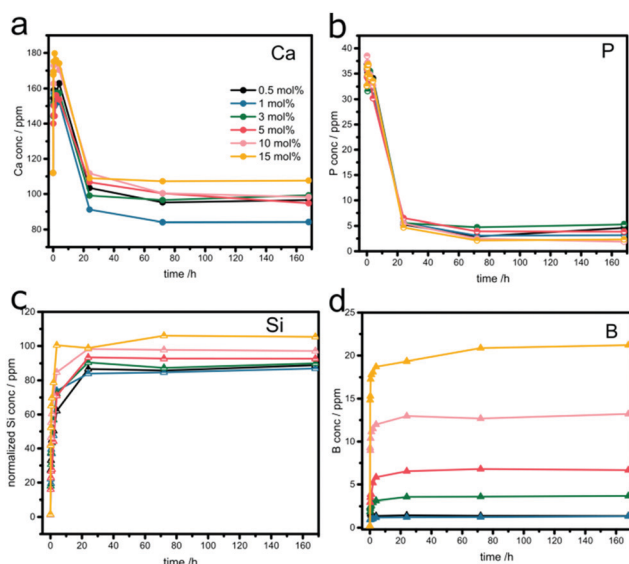 a
Ca
180
160
140
120
100
80
Ca conc / ppm
0.5 mol%
1 mol%
3 mol%
5 mol%
10 mol%
15 mol%
0 20 40 60 80 100 120 140 160
time /h
b
P
40
35
30
25
20
15
10
5
0
P conc / ppm
0 20 40 60 80 100 120 140 160
time /h
c
Si
120
100
80
60
40
20
0
normalized Si conc / ppm
0 20 40 60 80 100 120 140 160
time /h
d
B
25
20
15
10
5
0
B conc / ppm
0 20 40 60 80 100 120 140 160
time /h